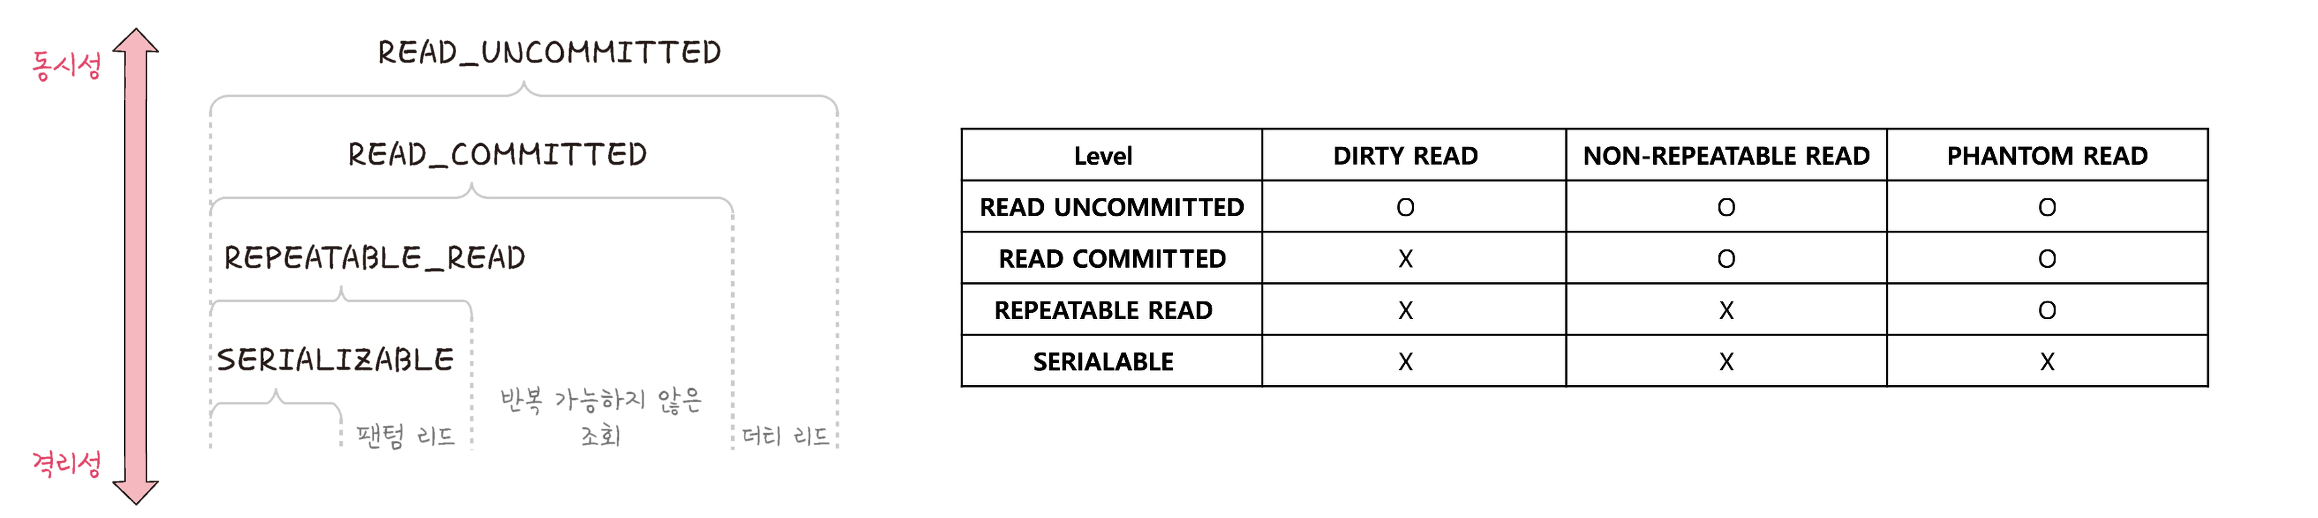 동시성
READ_UNCOMMITTED
READ_COMMITTED
REPEATABLE_READ
SERIALIZABLE
반복 가능하지 않은
조회
팬텀 리드
더티 리드
격리성
Level DIRTY READ NON-REPEATABLE READ PHANTOM READ
READ UNCOMMITTED O O O
READ COMMITTED X O O
REPEATABLE READ X X O
SERIALABLE X X X